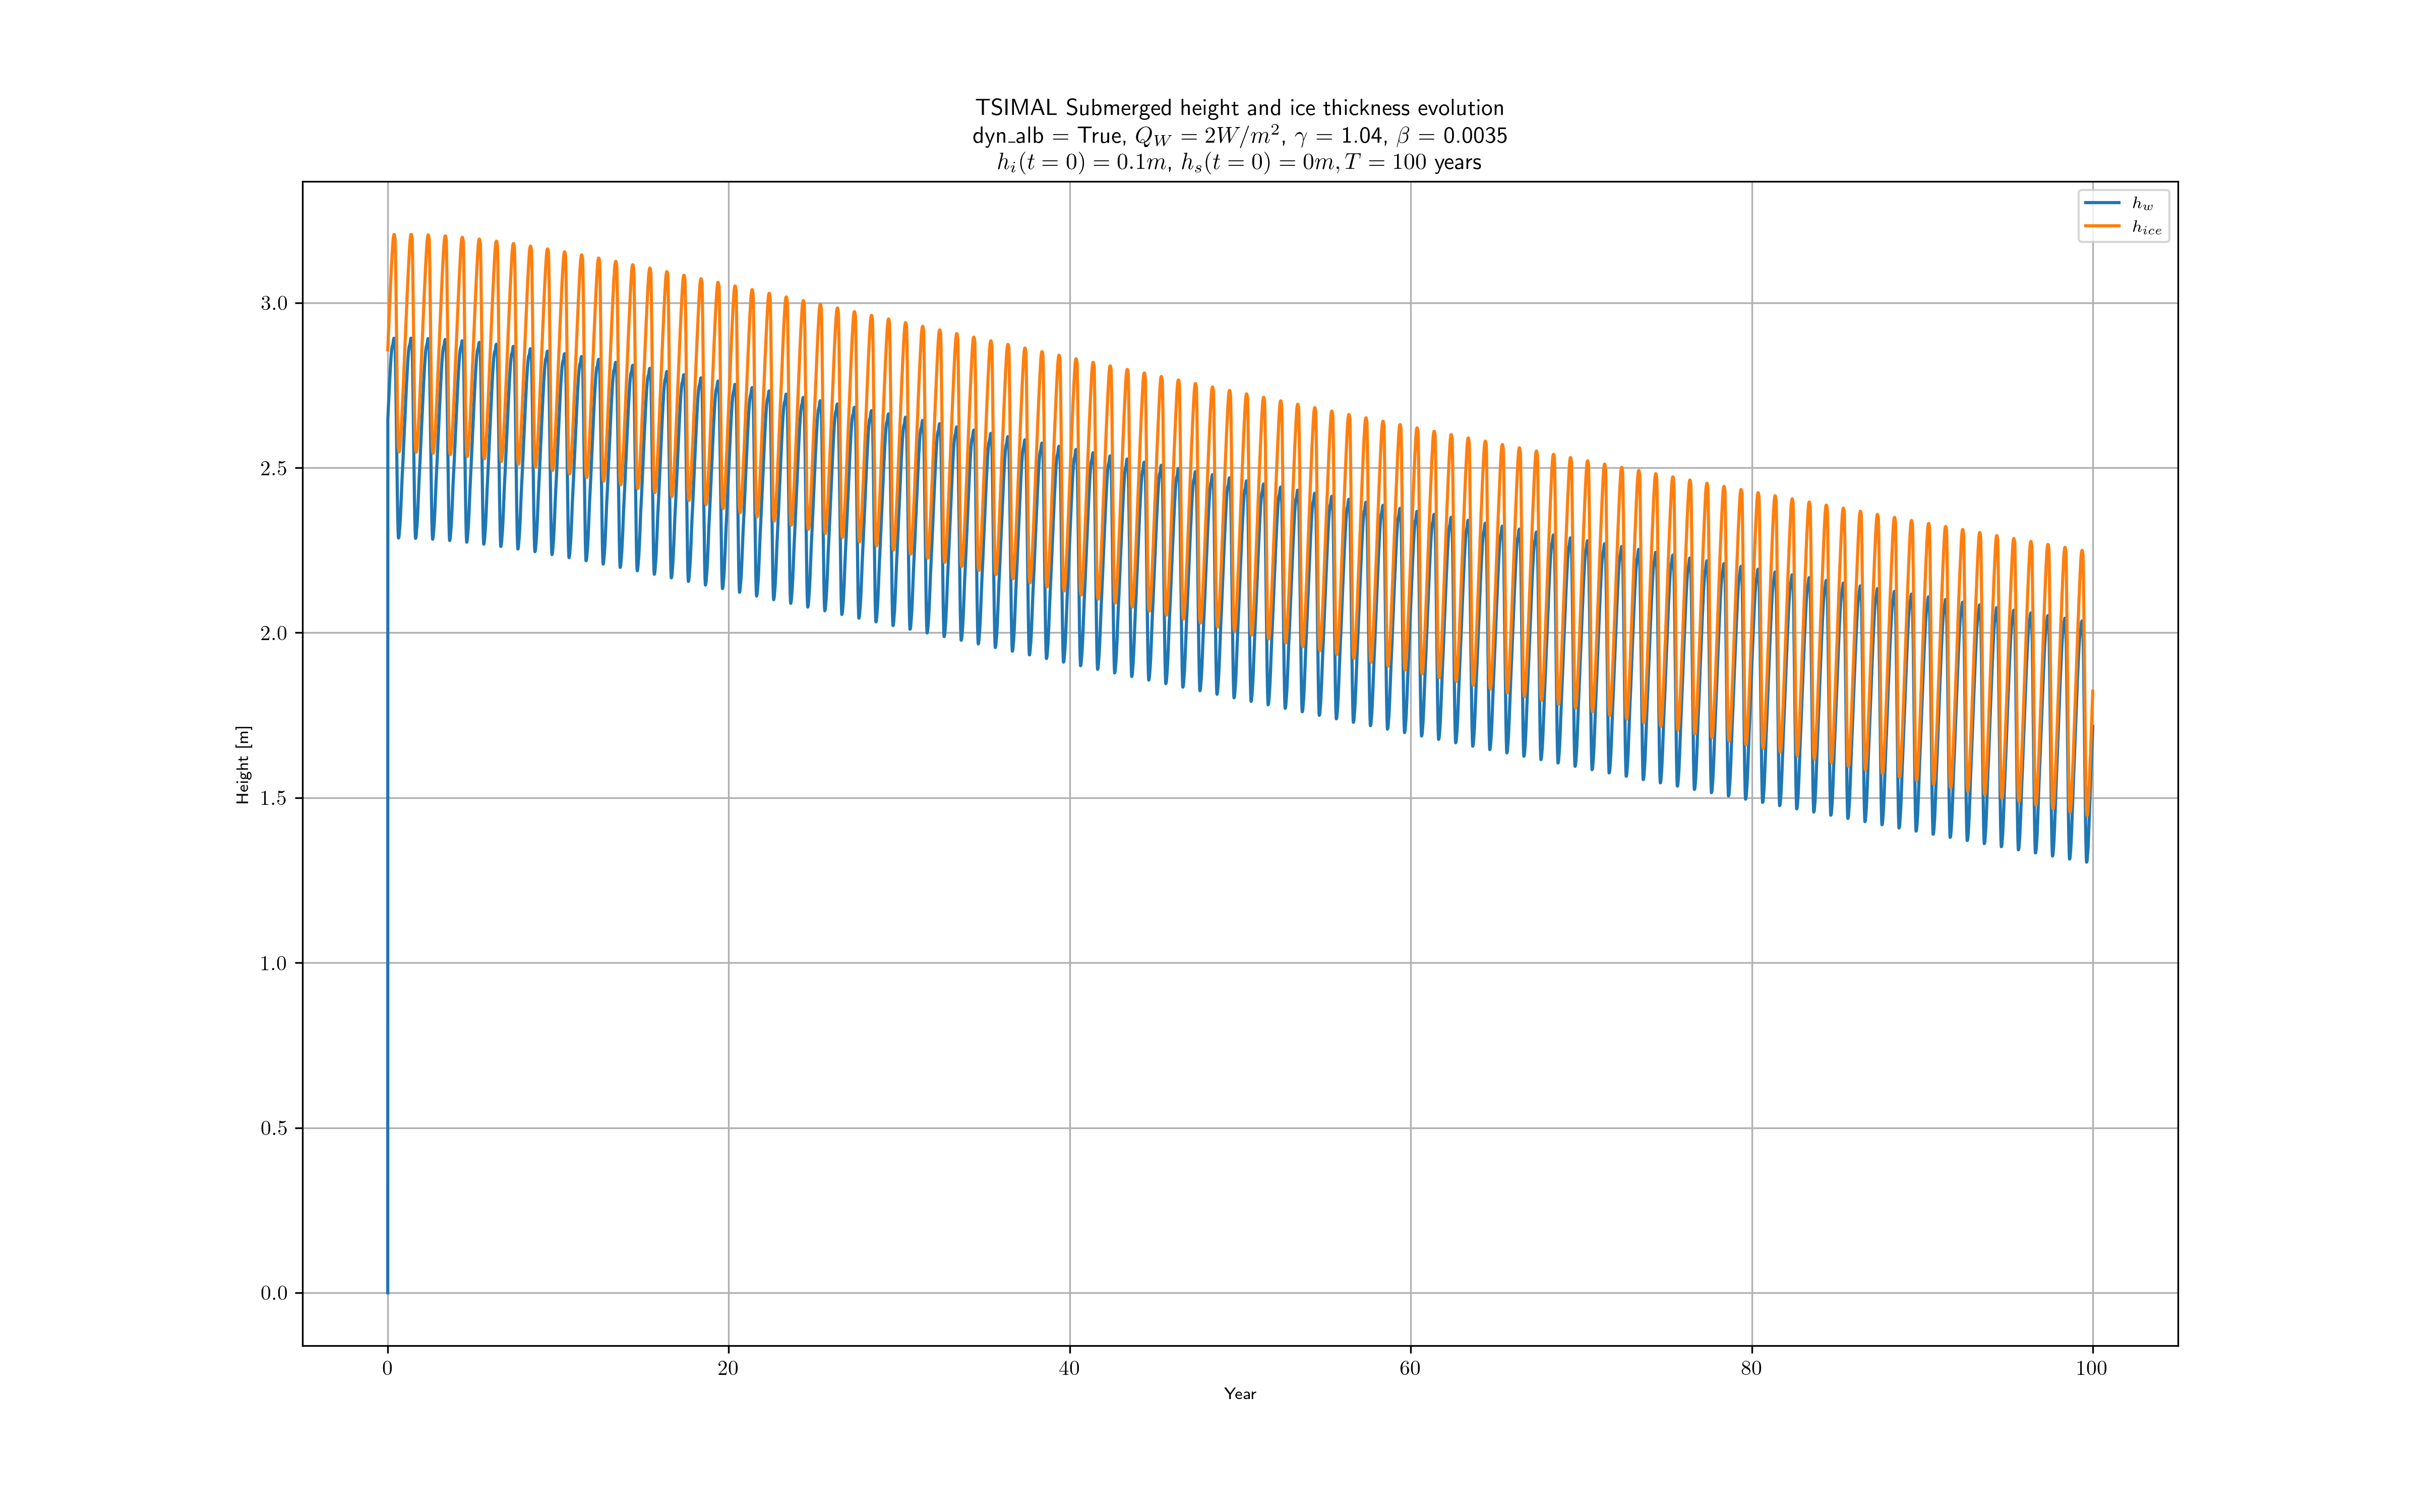 TSIMAL Submerged height and ice thickness evolution
dyn_alb = True, $Q_W = 2W/m^2$, $\gamma$ = 1.04, $\beta$ = 0.0035
$h_i(t = 0) = 0.1m$, $h_s(t = 0) = 0m, T = 100$ years
$h_w$
$h_{ice}$
3.0
2.5
2.0
1.5
1.0
0.5
0.0
Height [m]
0 20 40 60 80 100
Year